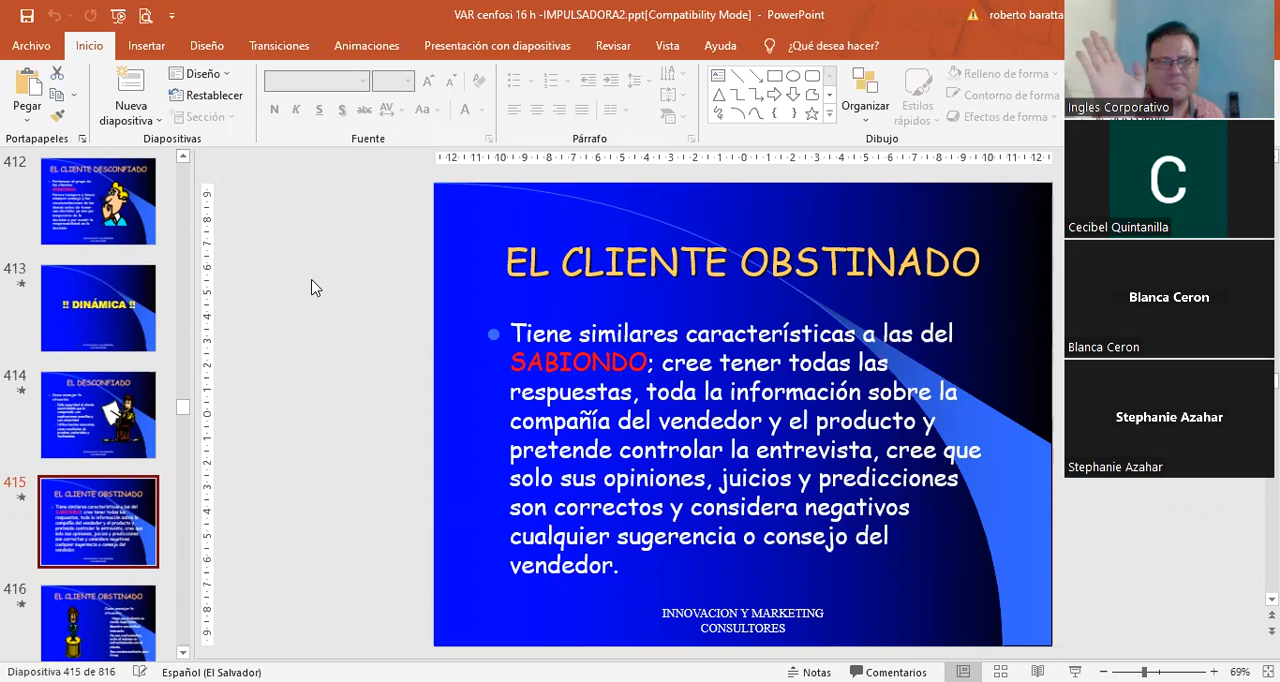 VAR cenfosi 16 h -IMPULSADORA2.ppt[Compatibility Mode] - PowerPoint
roberto baratta
Archivo Inicio Insertar Diseño Transiciones Animaciones Presentación con diapositivas Revisar Vista Ayuda ¿Qué desea hacer?
Pegar
Nueva diapositiva
Diseño
Restablecer
Sección
N K S S abc AV Aa A
Organizar
Estilos rápidos
Relleno de forma
Contorno de forma
Efectos de forma
Portapapeles Diapositivas Fuente Párrafo Dibujo
Ingles Corporativo
C
Cecibel Quintanilla
Blanca Ceron
Blanca Ceron
Stephanie Azahar
Stephanie Azahar
412
EL CLIENTE DESCONFIADO
413
!! DINÁMICA !!
414
EL DESCONFIADO
415
EL CLIENTE OBSTINADO
416
EL CLIENTE OBSTINADO
EL CLIENTE OBSTINADO
Tiene similares características a las del
SABIONDO; cree tener todas las
respuestas, toda la información sobre la
compañía del vendedor y el producto y
pretende controlar la entrevista, cree que
solo sus opiniones, juicios y predicciones
son correctos y considera negativos
cualquier sugerencia o consejo del
vendedor.
INNOVACION Y MARKETING
CONSULTORES
Diapositiva 415 de 816 Español (El Salvador) Notas Comentarios 69%